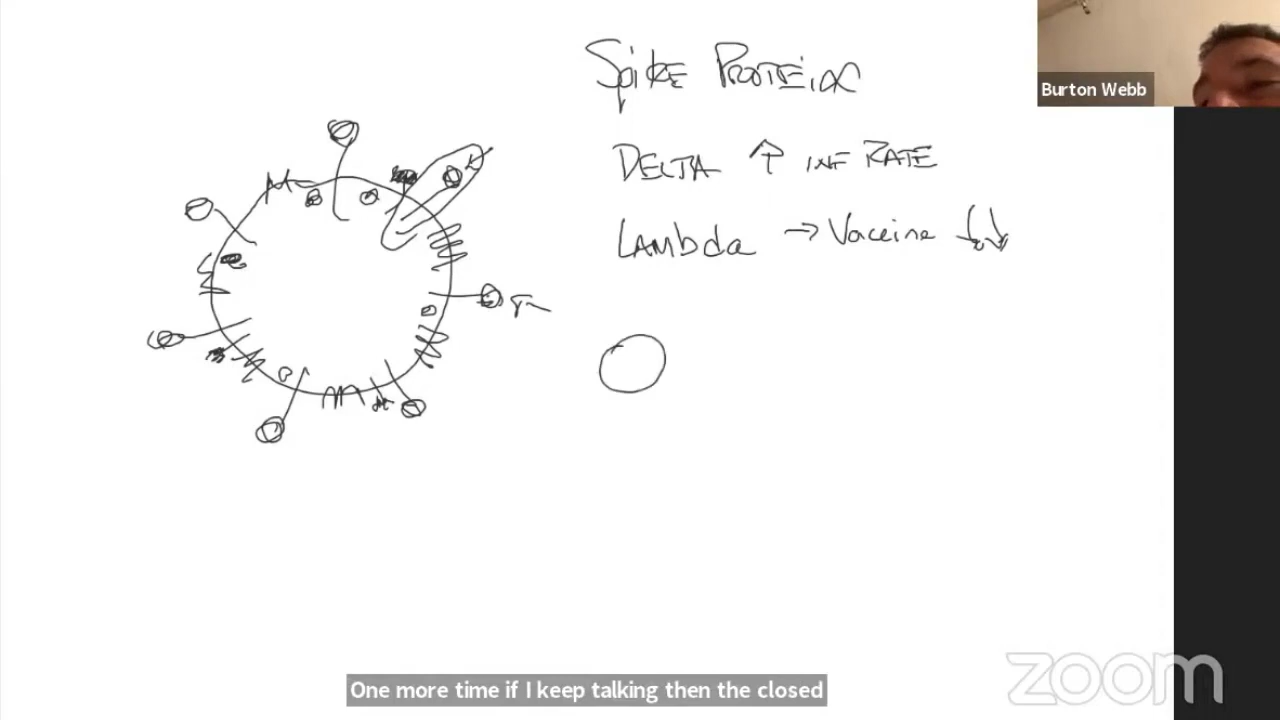 Spike PROTEIN
Burton Webb
DELTA ↑ INF RATE
LAMBDA → Vaccine ↓↓
One more time if I keep talking then the closed
zoom